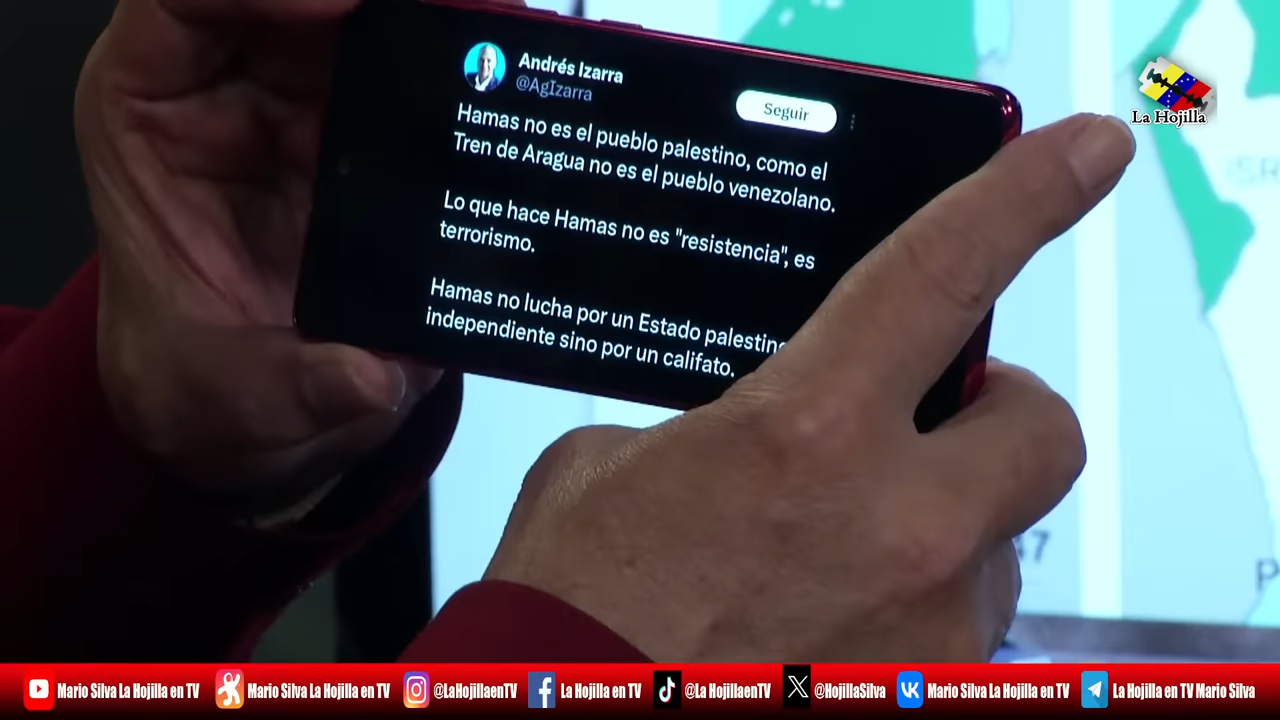 Andrés Izarra
@AgIzarra
Seguir
Hamas no es el pueblo palestino, como el
Tren de Aragua no es el pueblo venezolano.
Lo que hace Hamas no es "resistencia", es
terrorismo.
Hamas no lucha por un Estado palestino
independiente sino por un califato.
La Hojilla
Mario Silva La Hojilla en TV
Mario Silva La Hojilla en TV
@LaHojillaenTV
La Hojilla en TV
@La HojillaenTV
@HojillaSilva
Mario Silva La Hojilla en TV
La Hojilla en TV Mario Silva